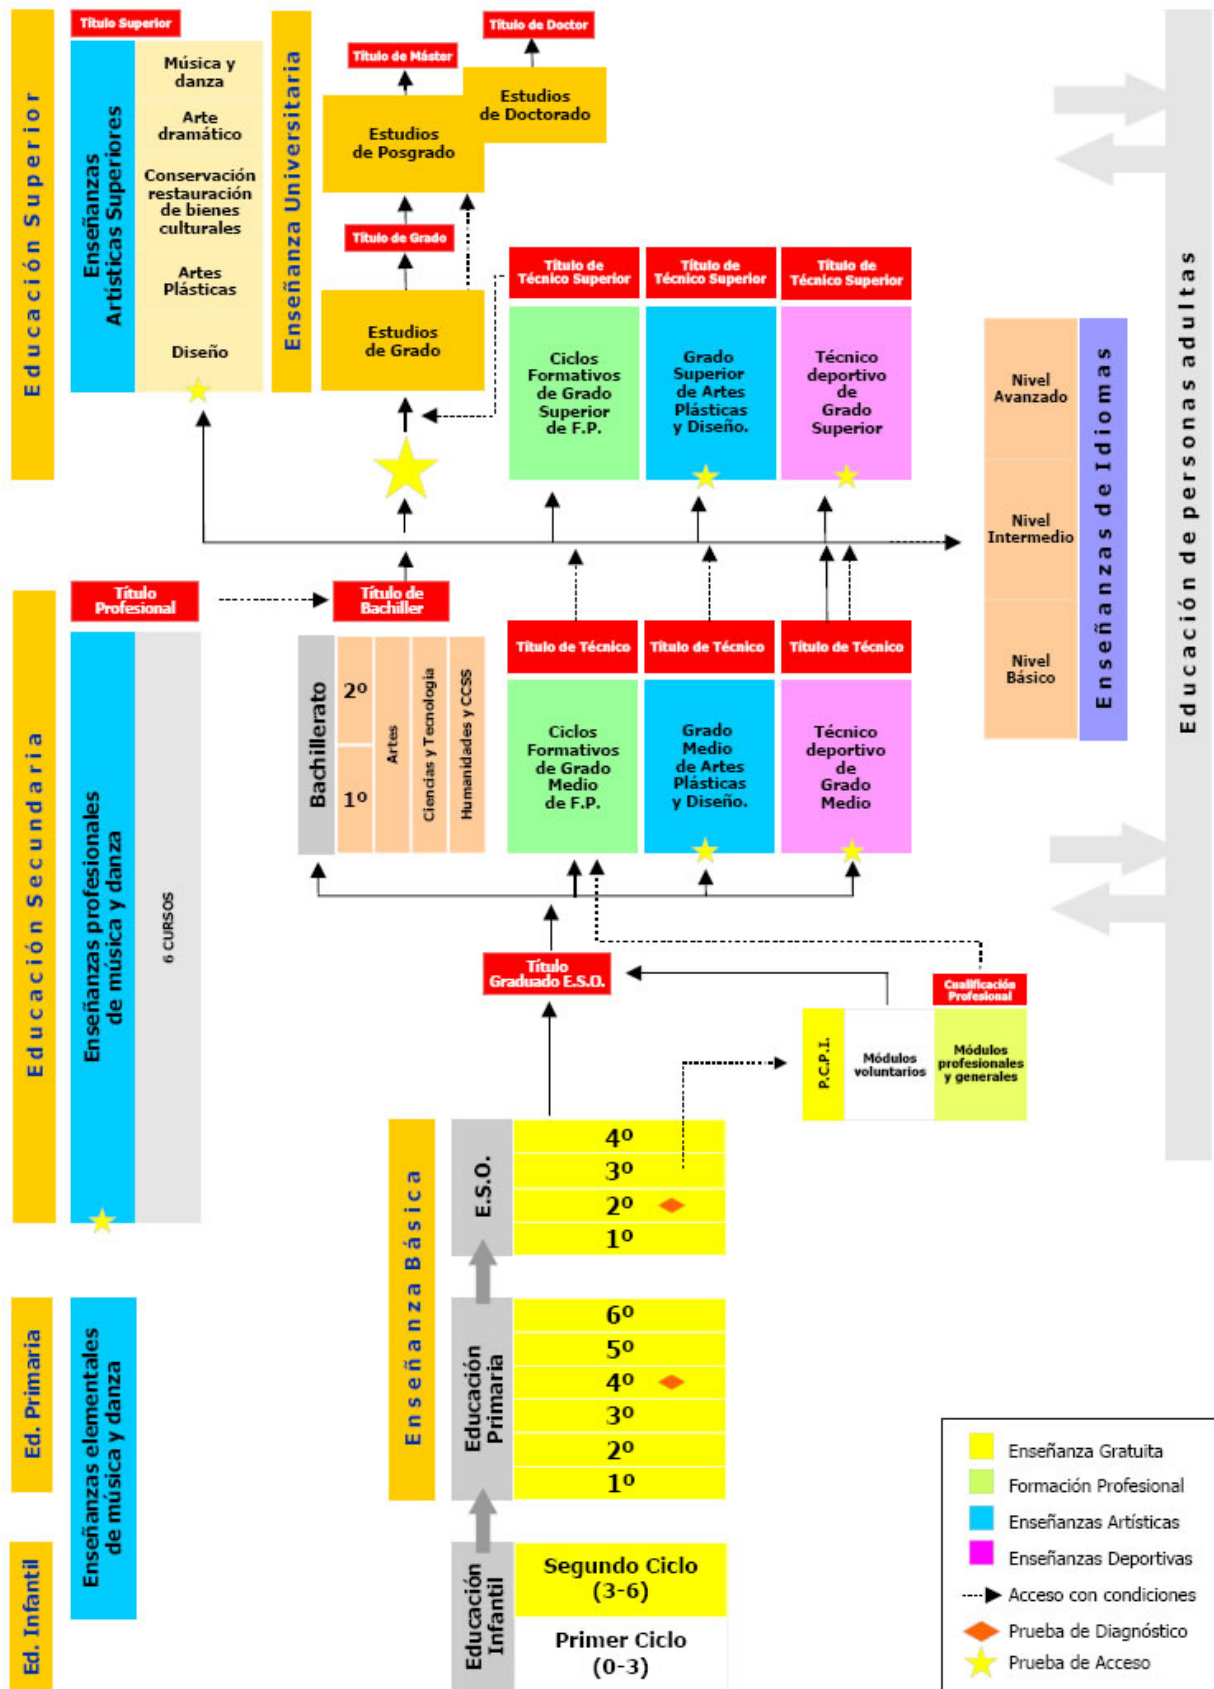 Educación Superior
Título Superior
Enseñanzas
Artísticas Superiores
Música y
danza
Arte
dramático
Conservación
restauración
de bienes
culturales
Artes
Plásticas
Diseño
Enseñanza Universitaria
Título de Doctor
Título de Máster
Estudios
de Doctorado
Estudios
de Posgrado
Título de Grado
Estudios
de Grado
Título de
Técnico Superior
Título de
Técnico Superior
Título de
Técnico Superior
Ciclos
Formativos
de Grado
Superior
de F.P.
Grado
Superior
de Artes
Plásticas
y Diseño.
Técnico
deportivo
de
Grado
Superior
Nivel
Avanzado
Nivel
Intermedio
Nivel
Básico
Enseñanzas de Idiomas
Educación de personas adultas
Educación Secundaria
Título
Profesional
Enseñanzas profesionales
de música y danza
6 CURSOS
Título de
Bachiller
Bachillerato
2º
1º
Artes
Ciencias y Tecnología
Humanidades y CCSS
Título de Técnico
Título de Técnico
Título de Técnico
Ciclos
Formativos
de Grado
Medio
de F.P.
Grado
Medio
de Artes
Plásticas
y Diseño.
Técnico
deportivo
de
Grado
Medio
Título
Graduado E.S.O.
Cualificación
Profesional
P.C.P.I.
Módulos
voluntarios
Módulos
profesionales
y generales
Enseñanza Básica
E.S.O.
4º
3º
2º
1º
Ed. Primaria
Enseñanzas elementales
de música y danza
Educación
Primaria
6º
5º
4º
3º
2º
1º
Ed. Infantil
Educación
Infantil
Segundo Ciclo
(3-6)
Primer Ciclo
(0-3)
Enseñanza Gratuita
Formación Profesional
Enseñanzas Artísticas
Enseñanzas Deportivas
Acceso con condiciones
Prueba de Diagnóstico
Prueba de Acceso